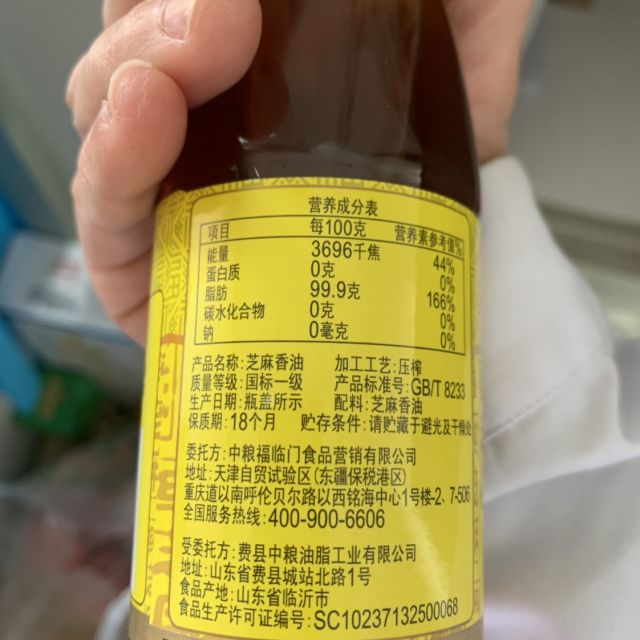 营养成分表
项目 每100克 营养素参考值%
能量 3696千焦 44%
蛋白质 0克 0%
脂肪 99.9克 166%
碳水化合物 0克 0%
钠 0毫克 0%
产品名称:芝麻香油 加工工艺:压榨
质量等级:国标一级 产品标准号:GB/T 8233
生产日期:瓶盖所示 配料:芝麻香油
保质期:18个月 贮存条件:请贮藏于避光及干燥处
委托方:中粮福临门食品营销有限公司
地址:天津自贸试验区(东疆保税港区)
重庆道以南呼伦贝尔路以西铭海中心1号楼-2、7-506
全国服务热线:400-900-6606
受委托方:费县中粮油脂工业有限公司
地址:山东省费县城站北路1号
食品产地:山东省临沂市
食品生产许可证编号:SC10237132500068